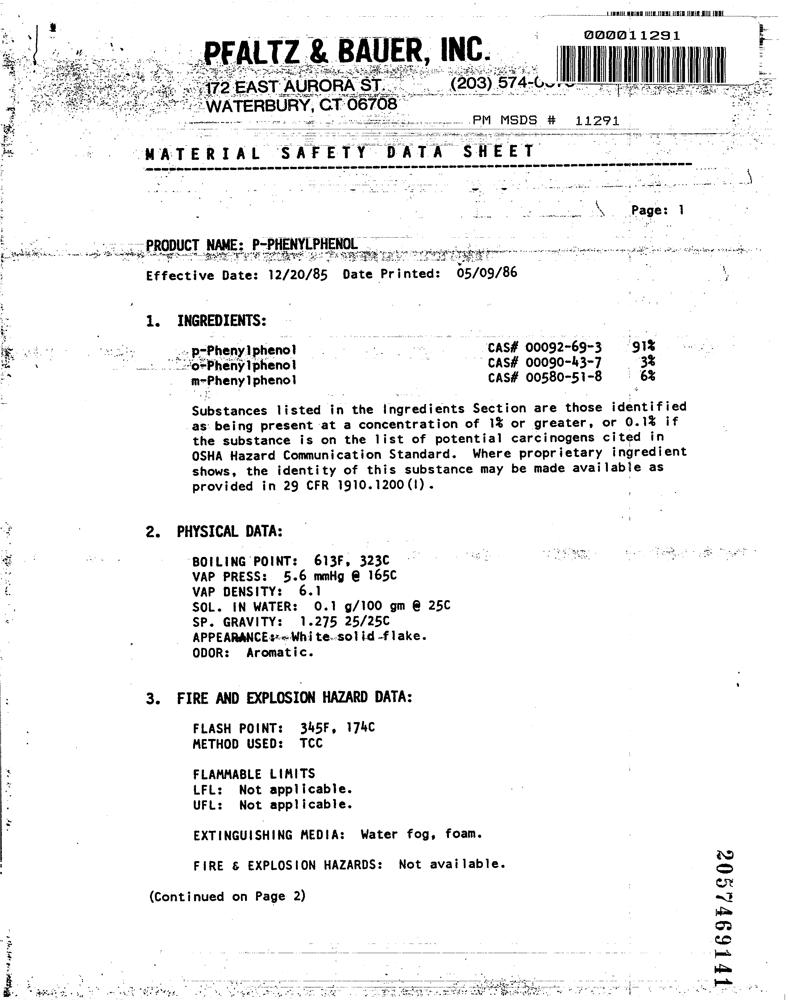 000011291
PFALTZ & BAUER, INC.
172 EAST AURORA ST. (203) 574-0
WATERBURY, CT 06708
PM MSDS # 11291
MATERIAL SAFETY DATA SHEET
Page: 1
PRODUCT NAME: P-PHENYLPHENOL
Effective Date: 12/20/85 Date Printed: 05/09/86
1. INGREDIENTS:
p-Phenylphenol CAS# 00092-69-3 91%
o-Phenylphenol CAS# 00090-43-7 3%
m-Phenylphenol CAS# 00580-51-8 6%
Substances listed in the Ingredients Section are those identified
as being present at a concentration of 1% or greater, or 0.1% if
the substance is on the list of potential carcinogens cited in
OSHA Hazard Communication Standard. Where proprietary ingredient
shows, the identity of this substance may be made available as
provided in 29 CFR 1910.1200(I).
2. PHYSICAL DATA:
BOILING POINT: 613F, 323C
VAP PRESS: 5.6 mmHg @ 165C
VAP DENSITY: 6.1
SOL. IN WATER: 0.1 g/100 gm @ 25C
SP. GRAVITY: 1.275 25/25C
APPEARANCE: White solid flake.
ODOR: Aromatic.
3. FIRE AND EXPLOSION HAZARD DATA:
FLASH POINT: 345F, 174C
METHOD USED: TCC
FLAMMABLE LIMITS
LFL: Not applicable.
UFL: Not applicable.
EXTINGUISHING MEDIA: Water fog, foam.
FIRE & EXPLOSION HAZARDS: Not available.
(Continued on Page 2)
2057469141